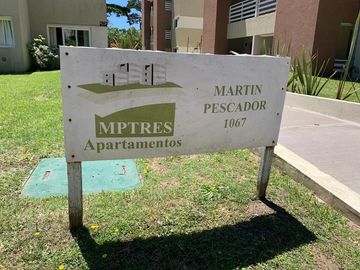 MPTRES
Apartamentos
MARTIN
PESCADOR
1067